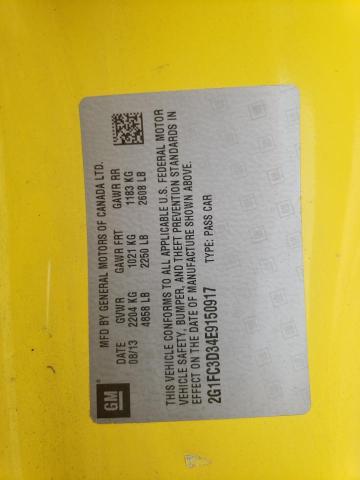 GM
MFD BY GENERAL MOTORS OF CANADA LTD.
DATE GVWR GAWR FRT GAWR RR
08/13 2204 KG 1021 KG 1183 KG
4858 LB 2250 LB 2608 LB
THIS VEHICLE CONFORMS TO ALL APPLICABLE U.S. FEDERAL MOTOR
VEHICLE SAFETY, BUMPER, AND THEFT PREVENTION STANDARDS IN
EFFECT ON THE DATE OF MANUFACTURE SHOWN ABOVE.
2G1FC3D34E9150917 TYPE: PASS CAR